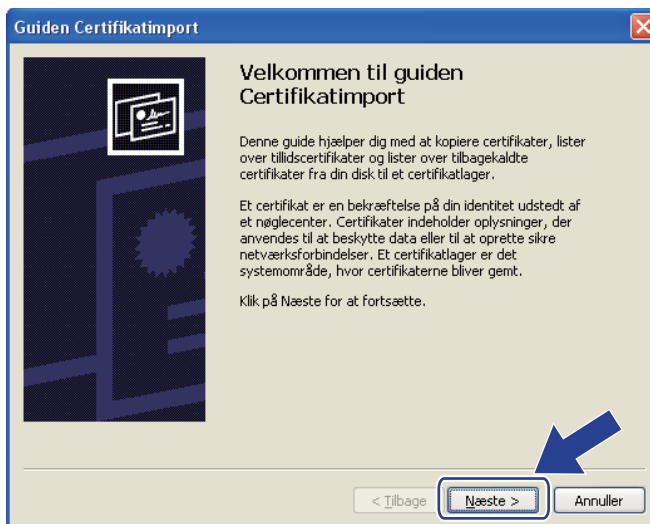 Guiden Certifikatimport
Velkommen til guiden
Certifikatimport
Denne guide hjælper dig med at kopiere certifikater, lister
over tillidscertifikater og lister over tilbagekaldte
certifikater fra din disk til et certifikatlager.
Et certifikat er en bekræftelse på din identitet udstedt af
et nøglecenter. Certifikater indeholder oplysninger, der
anvendes til at beskytte data eller til at oprette sikre
netværksforbindelser. Et certifikatlager er det
systemområde, hvor certifikaterne bliver gemt.
Klik på Næste for at fortsætte.
< Tilbage Næste > Annuller